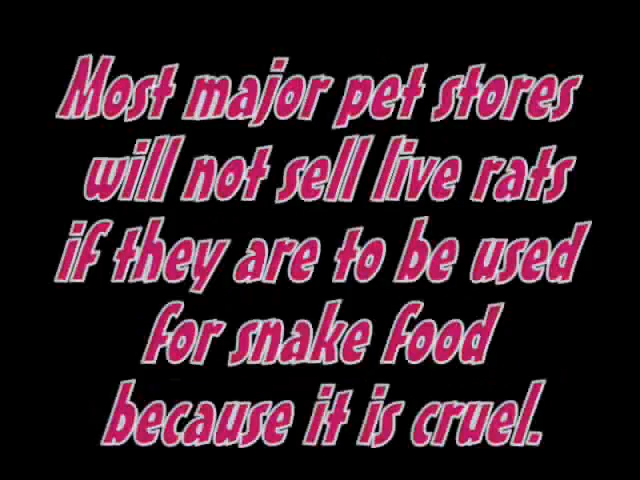 Most major pet stores
will not sell live rats
if they are to be used
for snake food
because it is cruel.